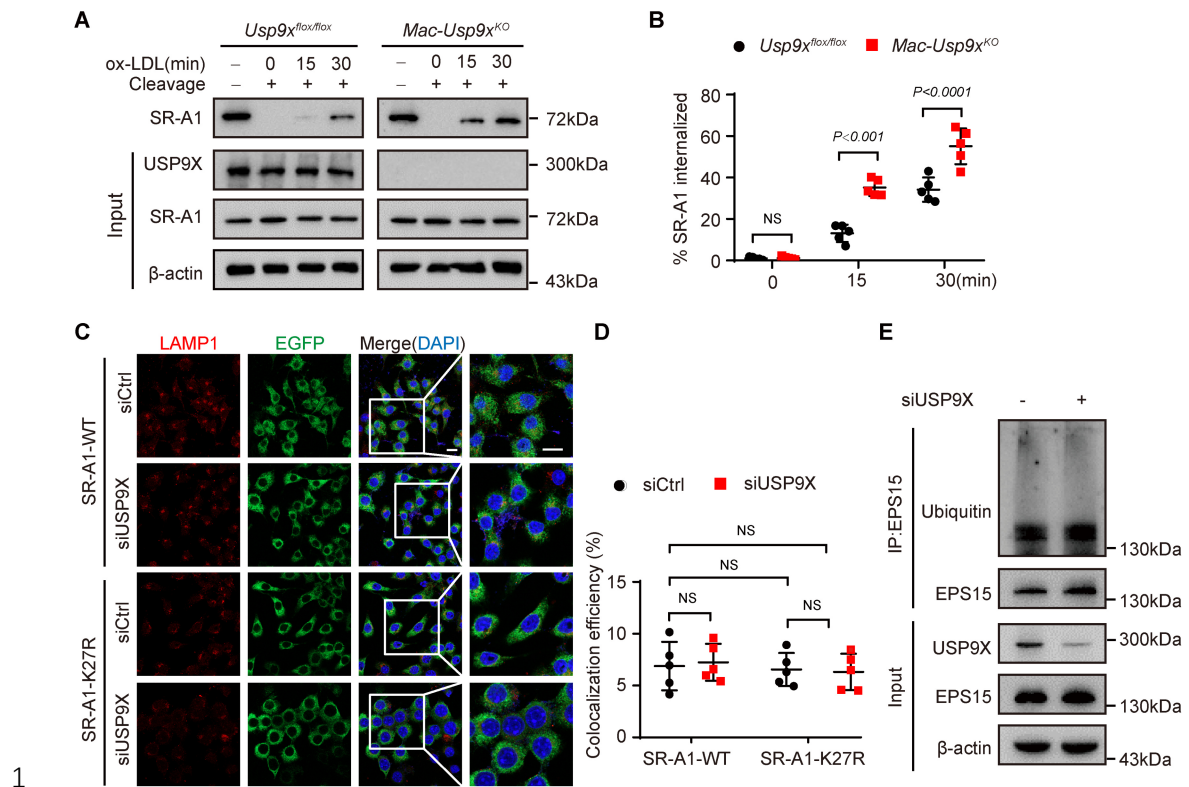 A
Usp9xflox/flox Mac-Usp9xKO
ox-LDL(min) – 0 15 30 – 0 15 30
Cleavage – + + + – + + +
SR-A1 72kDa
Input
USP9X 300kDa
SR-A1 72kDa
β-actin 43kDa
B
Usp9xflox/flox Mac-Usp9xKO
% SR-A1 internalized
80
60
40
20
0
NS
P<0.001
P<0.0001
0 15 30(min)
C
LAMP1 EGFP Merge(DAPI)
SR-A1-WT
siCtrl
siUSP9X
SR-A1-K27R
siCtrl
siUSP9X
D
siCtrl siUSP9X
Colocalization efficiency (%)
15
10
5
0
NS
NS
NS NS
SR-A1-WT SR-A1-K27R
E
siUSP9X - +
IP:EPS15
Ubiquitin
130kDa
EPS15 130kDa
Input
USP9X 300kDa
EPS15 130kDa
β-actin 43kDa
1